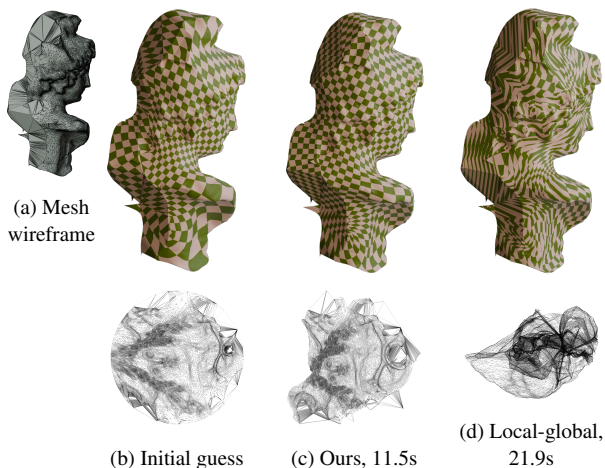 (a) Mesh
wireframe
(b) Initial guess
(c) Ours, 11.5s
(d) Local-global,
21.9s